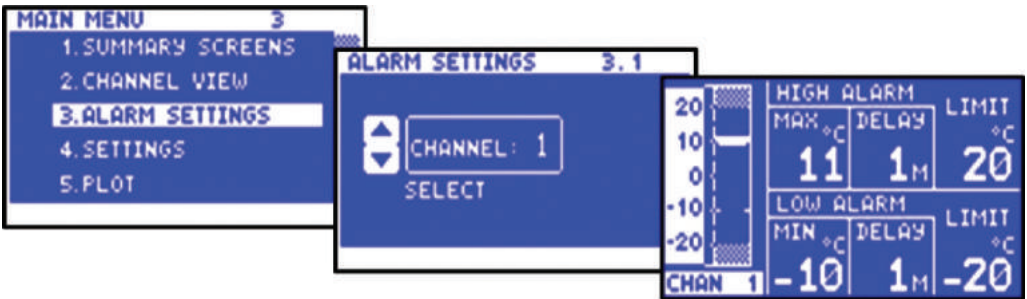 MAIN MENU 3
1.SUMMARY SCREENS
2.CHANNEL VIEW
3.ALARM SETTINGS
4.SETTINGS
5.PLOT
ALARM SETTINGS 3.1
CHANNEL: 1
SELECT
20
10
0
-10
-20
CHAN 1
HIGH ALARM
MAX °C DELAY LIMIT °C
11 1M 20
LOW ALARM
MIN °C DELAY LIMIT °C
-10 1M -20